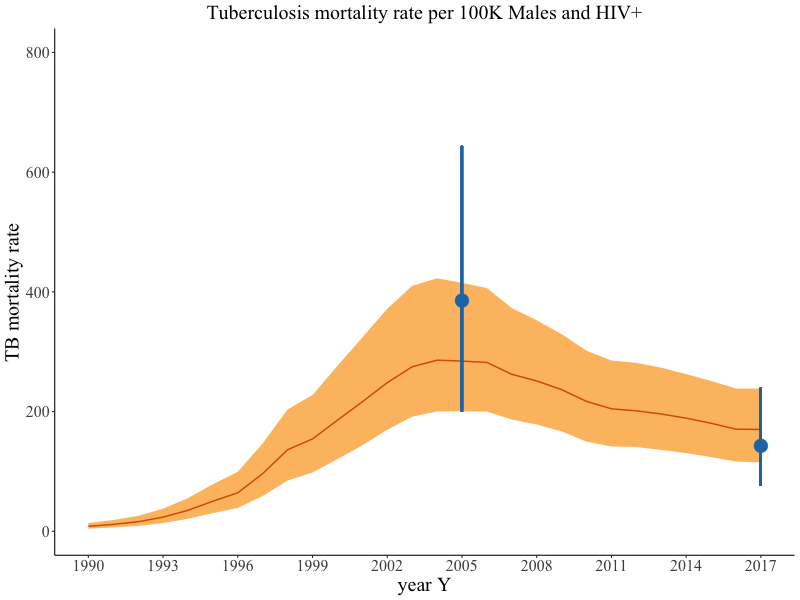 Tuberculosis mortality rate per 100K Males and HIV+
TB mortality rate
800
600
400
200
0
1990 1993 1996 1999 2002 2005 2008 2011 2014 2017
year Y